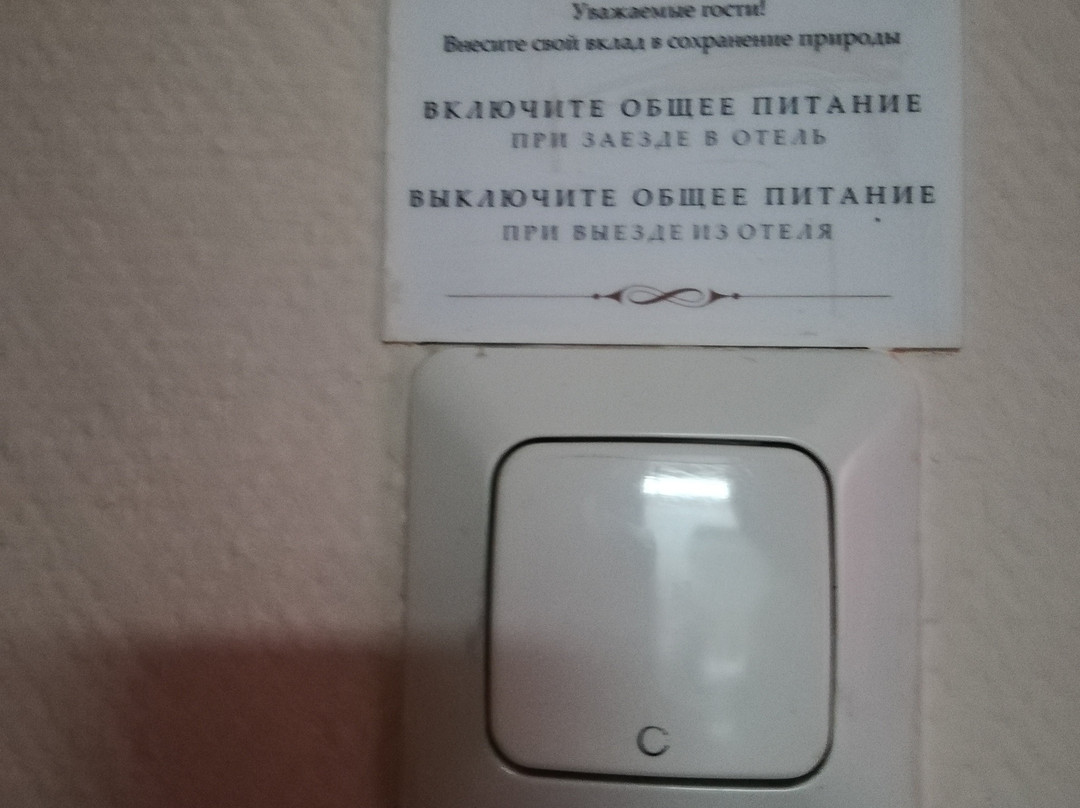 Уважаемые гости!
Внесите свой вклад в сохранение природы
ВКЛЮЧИТЕ ОБЩЕЕ ПИТАНИЕ
ПРИ ЗАЕЗДЕ В ОТЕЛЬ
ВЫКЛЮЧИТЕ ОБЩЕЕ ПИТАНИЕ
ПРИ ВЫЕЗДЕ ИЗ ОТЕЛЯ
C